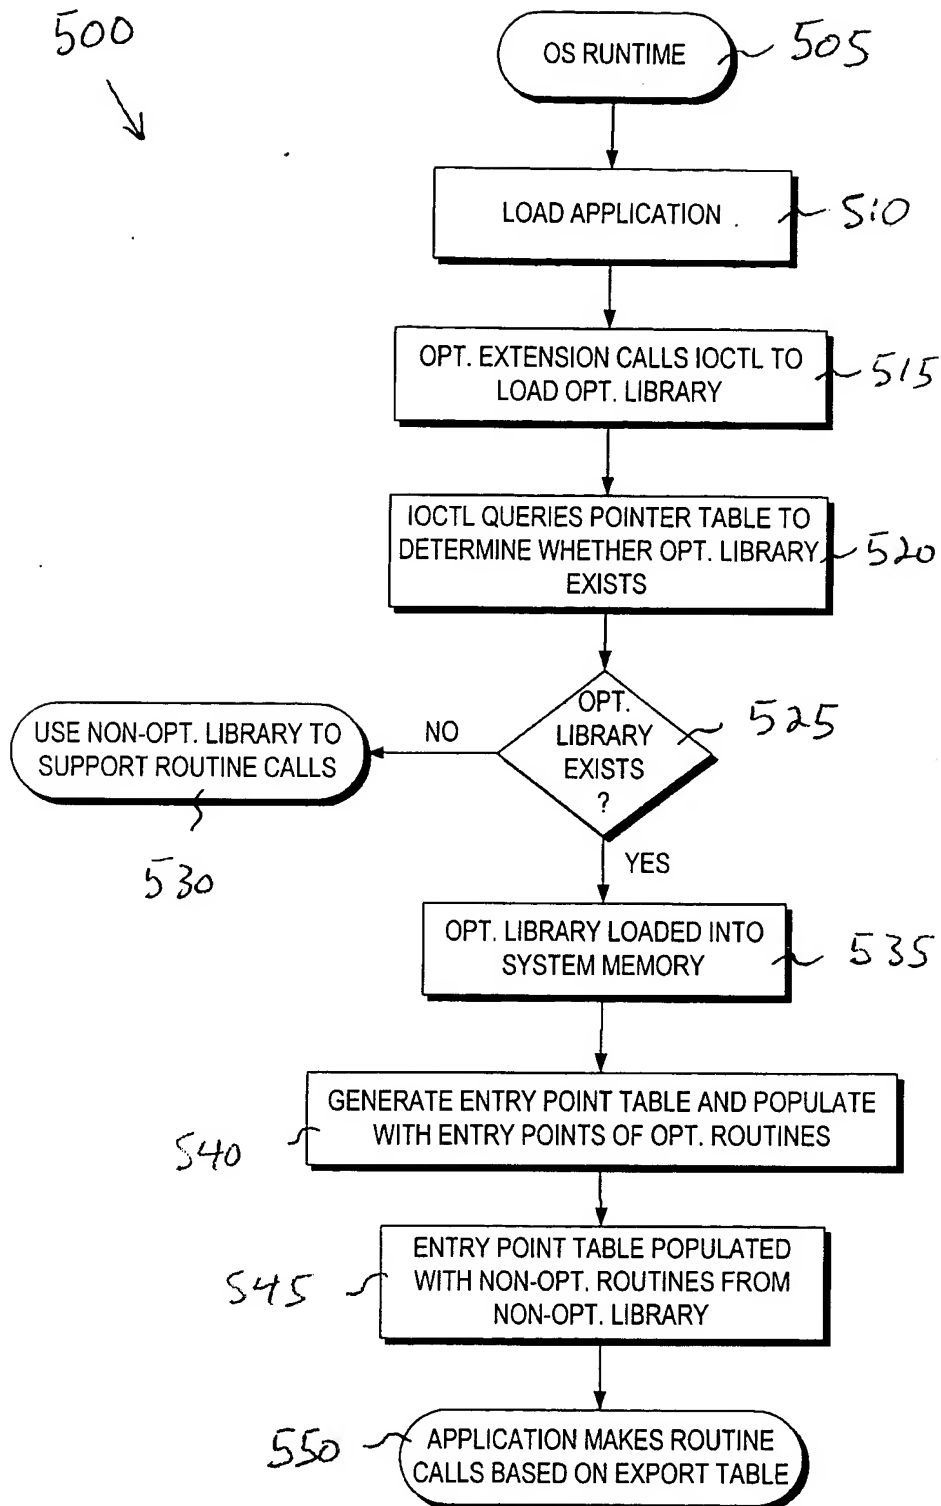 500
OS RUNTIME
505
LOAD APPLICATION
510
OPT. EXTENSION CALLS IOCTL TO
LOAD OPT. LIBRARY
515
IOCTL QUERIES POINTER TABLE TO
DETERMINE WHETHER OPT. LIBRARY
EXISTS
520
OPT.
LIBRARY
EXISTS
?
525
NO
USE NON-OPT. LIBRARY TO
SUPPORT ROUTINE CALLS
530
YES
OPT. LIBRARY LOADED INTO
SYSTEM MEMORY
535
GENERATE ENTRY POINT TABLE AND POPULATE
WITH ENTRY POINTS OF OPT. ROUTINES
540
ENTRY POINT TABLE POPULATED
WITH NON-OPT. ROUTINES FROM
NON-OPT. LIBRARY
545
APPLICATION MAKES ROUTINE
CALLS BASED ON EXPORT TABLE
550